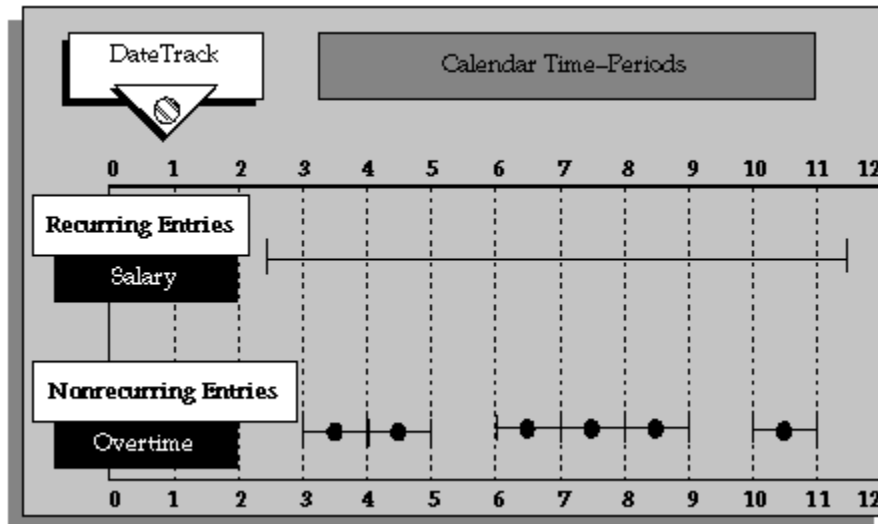 DateTrack
Calendar Time-Periods
0 1 2 3 4 5 6 7 8 9 10 11 12
Recurring Entries
Salary
Nonrecurring Entries
Overtime
0 1 2 3 4 5 6 7 8 9 10 11 12